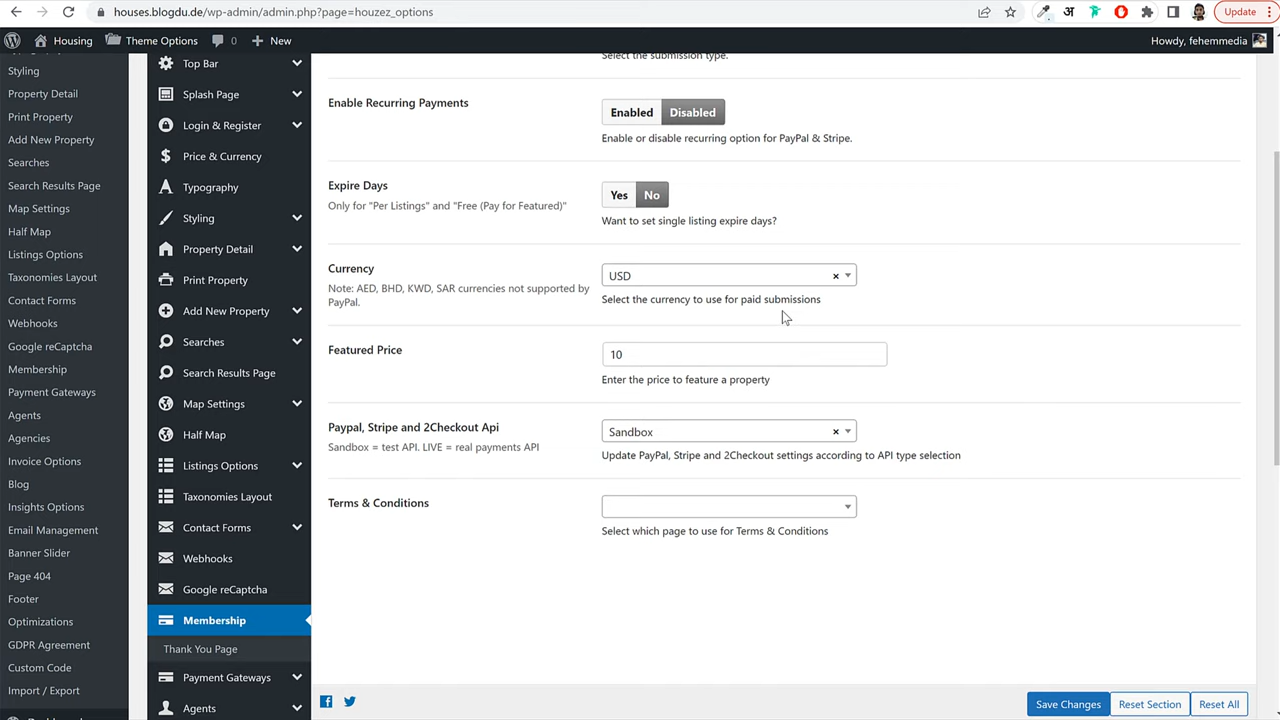 houses.blogdu.de/wp-admin/admin.php?page=houzez_options
अ
Update
Housing
Theme Options
0
New
Howdy, fehemmedia
Styling
Property Detail
Print Property
Add New Property
Searches
Search Results Page
Map Settings
Half Map
Listings Options
Taxonomies Layout
Contact Forms
Webhooks
Google reCaptcha
Membership
Payment Gateways
Agents
Agencies
Invoice Options
Blog
Insights Options
Email Management
Banner Slider
Page 404
Footer
Optimizations
GDPR Agreement
Custom Code
Import / Export
Top Bar
Splash Page
Login & Register
Price & Currency
Typography
Styling
Property Detail
Print Property
Add New Property
Searches
Search Results Page
Map Settings
Half Map
Listings Options
Taxonomies Layout
Contact Forms
Webhooks
Google reCaptcha
Membership
Thank You Page
Payment Gateways
Agents
Select the submission type.
Enable Recurring Payments
Enabled Disabled
Enable or disable recurring option for PayPal & Stripe.
Expire Days
Only for "Per Listings" and "Free (Pay for Featured)"
Yes No
Want to set single listing expire days?
Currency
Note: AED, BHD, KWD, SAR currencies not supported by
PayPal.
USD ×
Select the currency to use for paid submissions
Featured Price
10
Enter the price to feature a property
Paypal, Stripe and 2Checkout Api
Sandbox = test API. LIVE = real payments API
Sandbox ×
Update PayPal, Stripe and 2Checkout settings according to API type selection
Terms & Conditions
Select which page to use for Terms & Conditions
Save Changes Reset Section Reset All